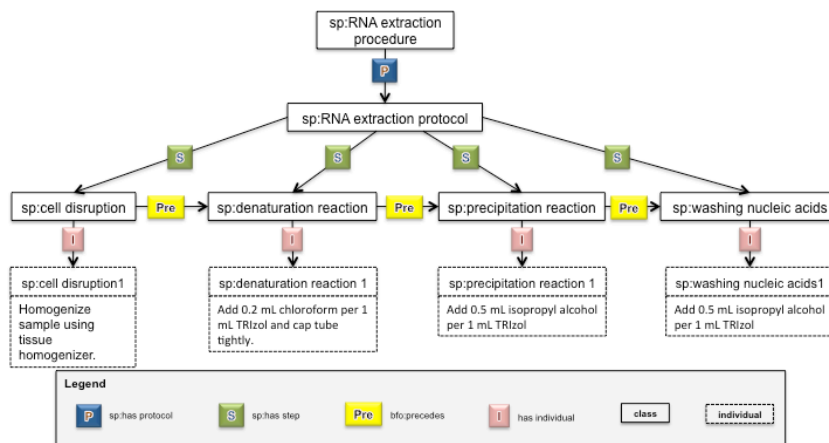 sp:RNA extraction
procedure
P
sp:RNA extraction protocol
S
S
S
S
sp:cell disruption
Pre
sp:denaturation reaction
Pre
sp:precipitation reaction
Pre
sp:washing nucleic acids
I
I
I
I
sp:cell disruption1
Homogenize
sample using
tissue
homogenizer.
sp:denaturation reaction 1
Add 0.2 mL chloroform per 1
mL TRIzol and cap tube
tightly.
sp:precipitation reaction 1
Add 0.5 mL isopropyl alcohol
per 1 mL TRIzol
sp:washing nucleic acids1
Add 0.5 mL isopropyl alcohol
per 1 mL TRIzol
Legend
P sp:has protocol
S sp:has step
Pre bfo:precedes
I has individual
class
individual